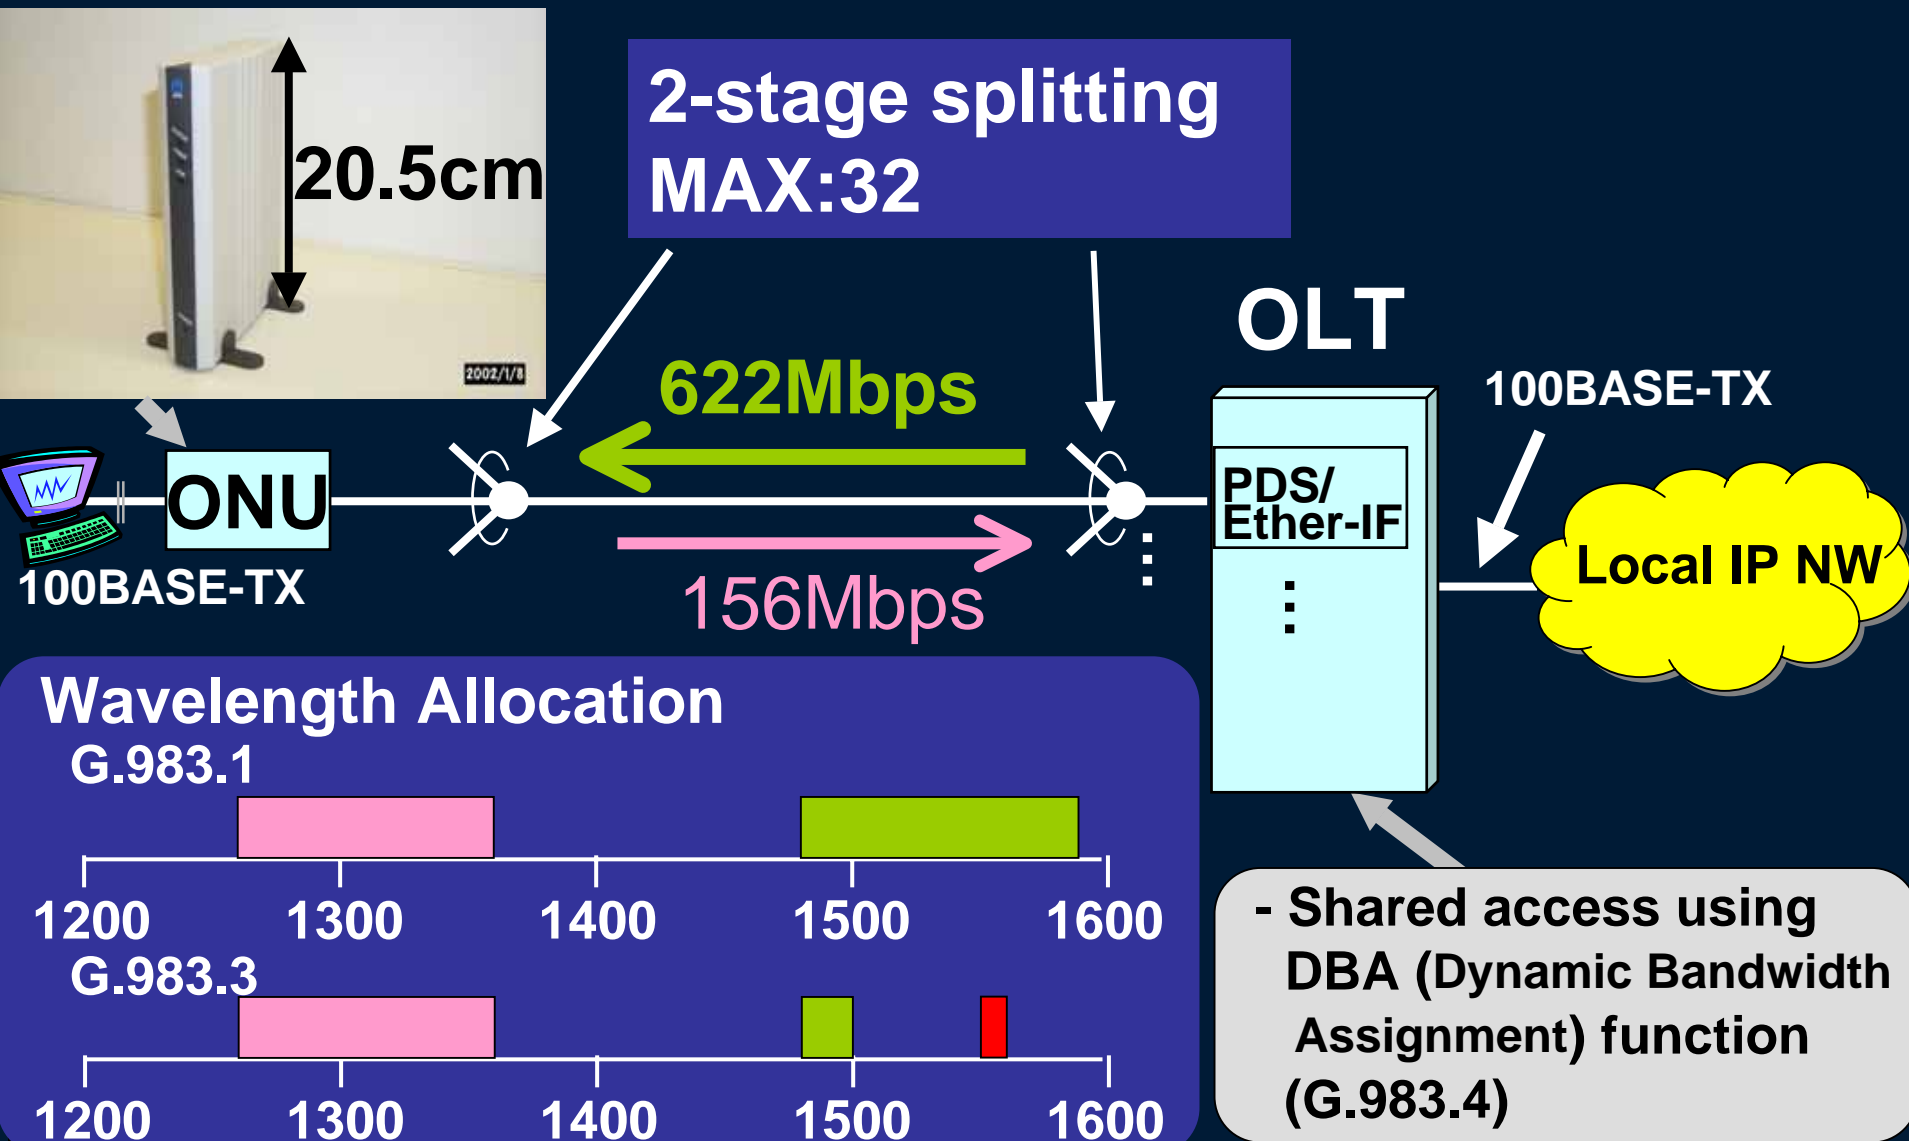 20.5cm
2002/1/8
2-stage splitting
MAX:32
OLT
622Mbps
100BASE-TX
ONU
PDS/
Ether-IF
Local IP NW
100BASE-TX
156Mbps
Wavelength Allocation
G.983.1
1200 1300 1400 1500 1600
G.983.3
1200 1300 1400 1500 1600
- Shared access using
DBA (Dynamic Bandwidth
Assignment) function
(G.983.4)